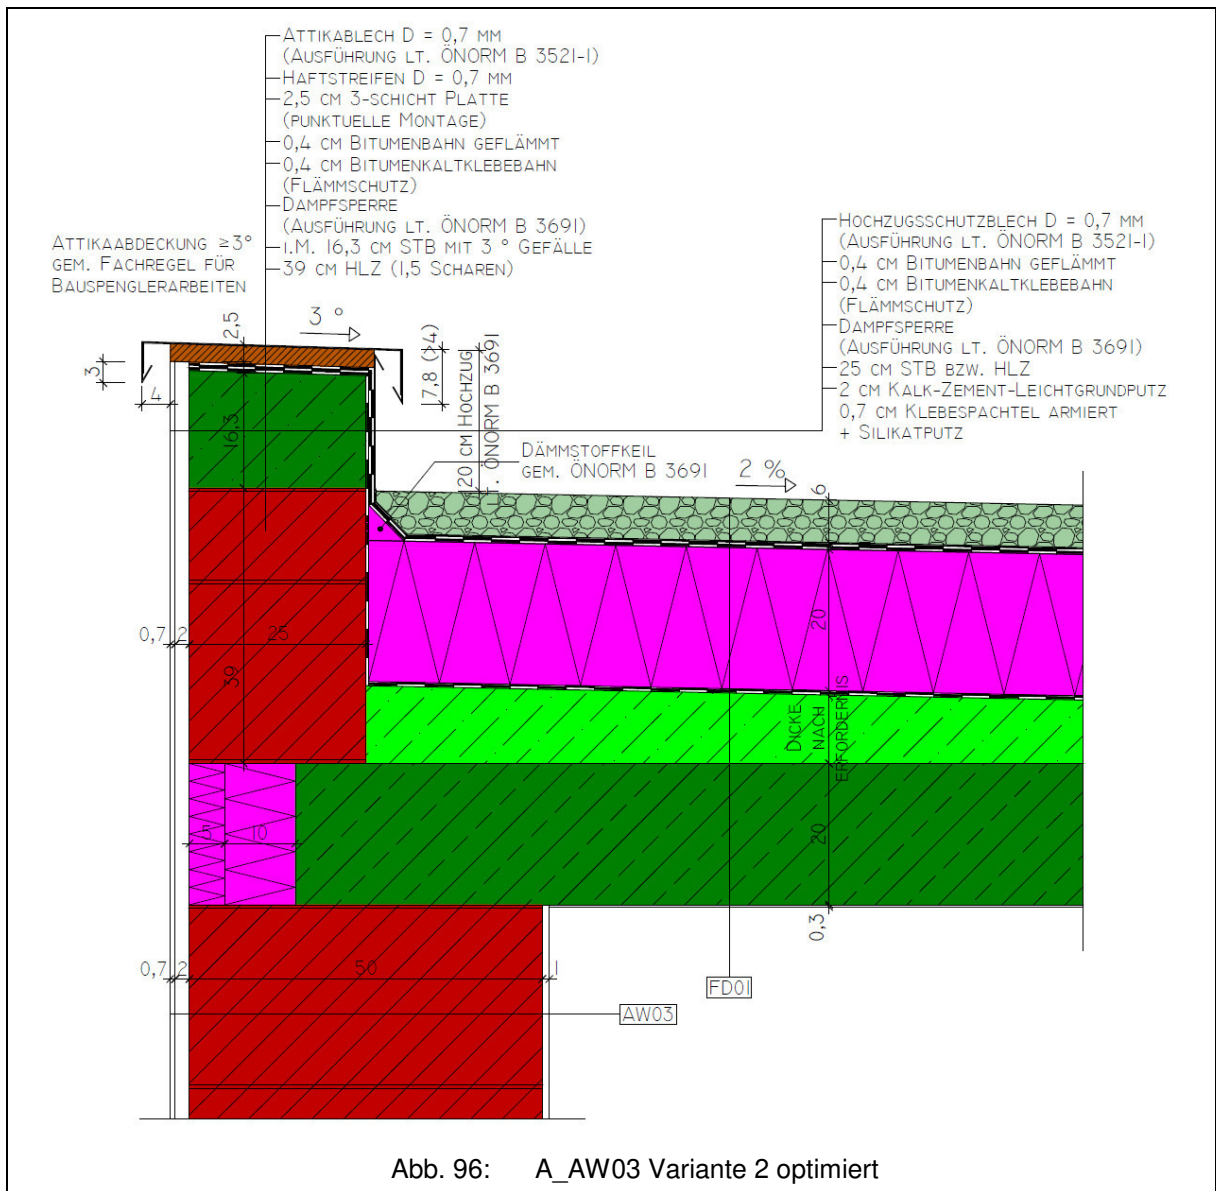 Attikablech D = 0,7 mm
(Ausführung lt. ÖNORM B 3521-1)
Haftstreifen D = 0,7 mm
2,5 cm 3-schicht Platte
(punktuelle Montage)
0,4 cm Bitumenbahn geflämmt
0,4 cm Bitumenkaltklebebahn
(Flämmschutz)
Dampfsperre
(Ausführung lt. ÖNORM B 3691)
i.M. 16,3 cm STB mit 3 ° Gefälle
39 cm HLZ (1,5 Scharen)
Attikaabdeckung ≥3°
gem. Fachregel für
Bauspenglerarbeiten
Hochzugsschutzblech D = 0,7 mm
(Ausführung lt. ÖNORM B 3521-1)
0,4 cm Bitumenbahn geflämmt
0,4 cm Bitumenkaltklebebahn
(Flämmschutz)
Dampfsperre
(Ausführung lt. ÖNORM B 3691)
25 cm STB bzw. HLZ
2 cm Kalk-Zement-Leichtgrundputz
0,7 cm Klebespachtel armiert
+ Silikatputz
3 °
2,5
3
4
16,3
7,8 (>4)
20 cm Hochzug
lt. ÖNORM B 3691
Dämmstoffkeil
gem. ÖNORM B 3691
2 %
6
0,7
2
25
39
20
Dicke
nach
Erfordernis
5
10
20
0,3
0,7
2
50
1
FD01
AW03
Abb. 96: A_AW03 Variante 2 optimiert